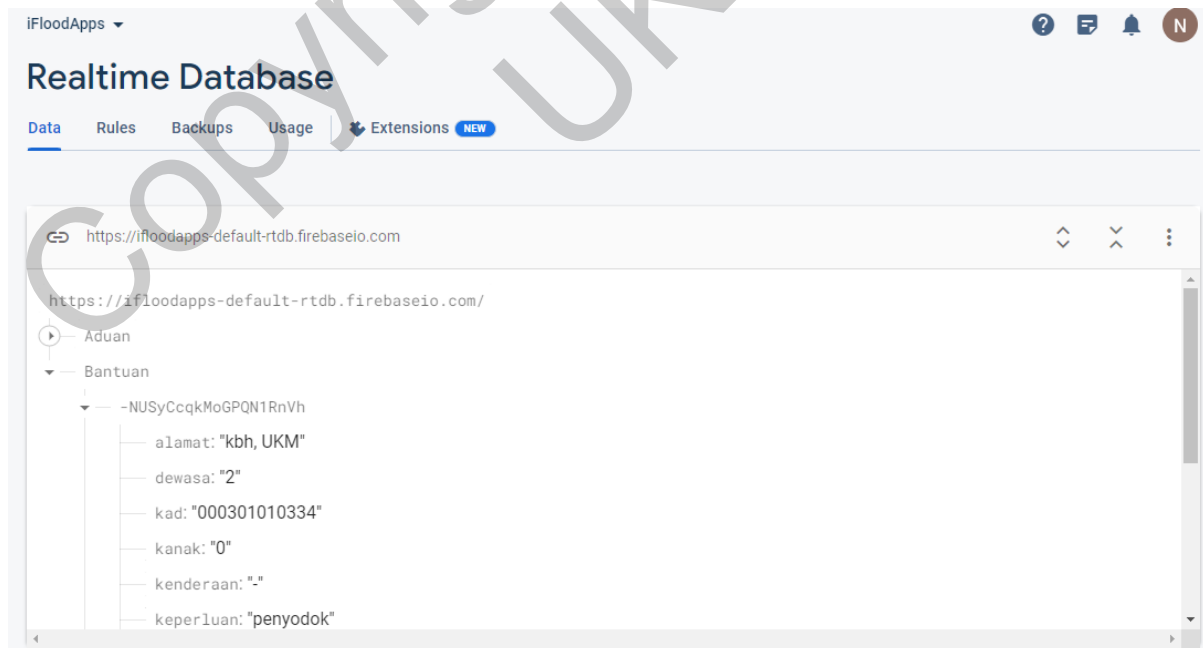 iFloodApps
N
Realtime Database
Data Rules Backups Usage Extensions NEW
https://ifloodapps-default-rtdb.firebaseio.com
https://ifloodapps-default-rtdb.firebaseio.com/
Aduan
Bantuan
-NUSyCcqkMoGPQN1RnVh
alamat: "kbh, UKM"
dewasa: "2"
kad: "000301010334"
kanak: "0"
kenderaan: "-"
keperluan: "penyodok"